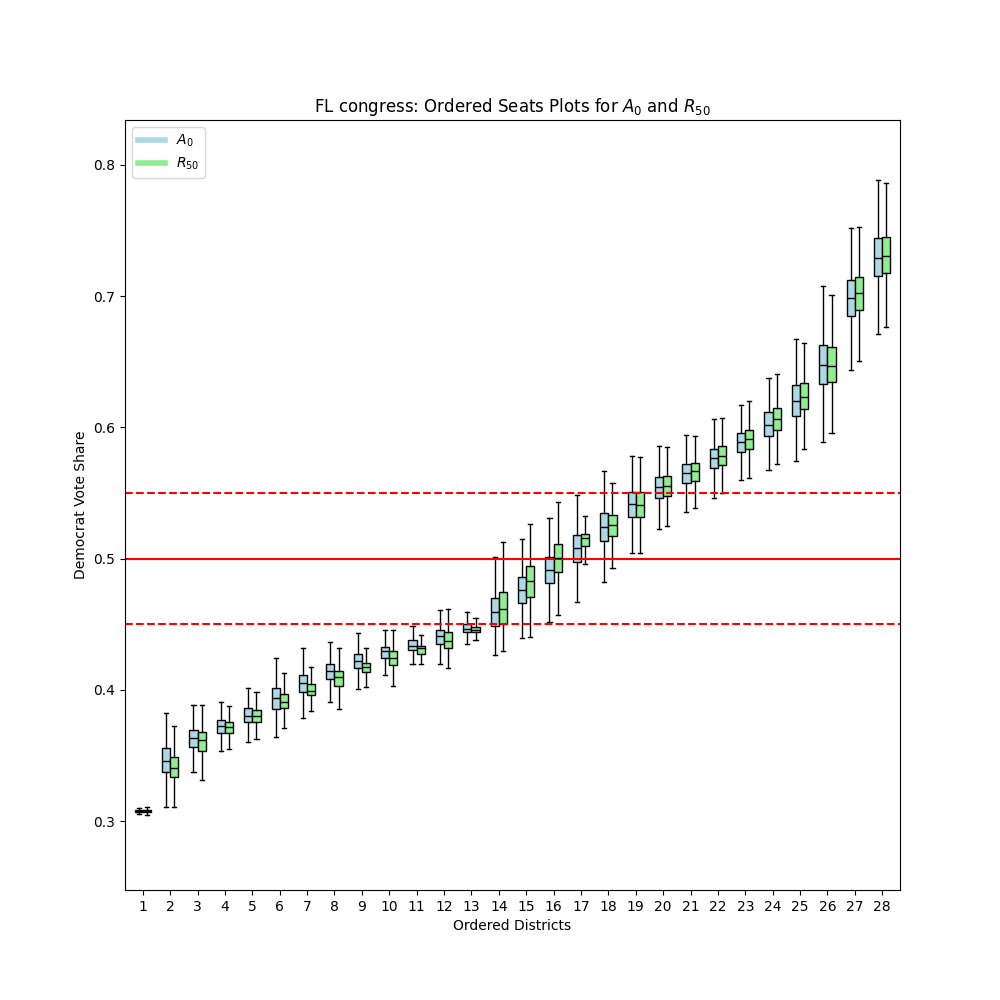 FL congress: Ordered Seats Plots for A₀ and R₅₀
A₀
R₅₀
0.8
0.7
0.6
0.5
0.4
0.3
Democrat Vote Share
1 2 3 4 5 6 7 8 9 10 11 12 13 14 15 16 17 18 19 20 21 22 23 24 25 26 27 28
Ordered Districts